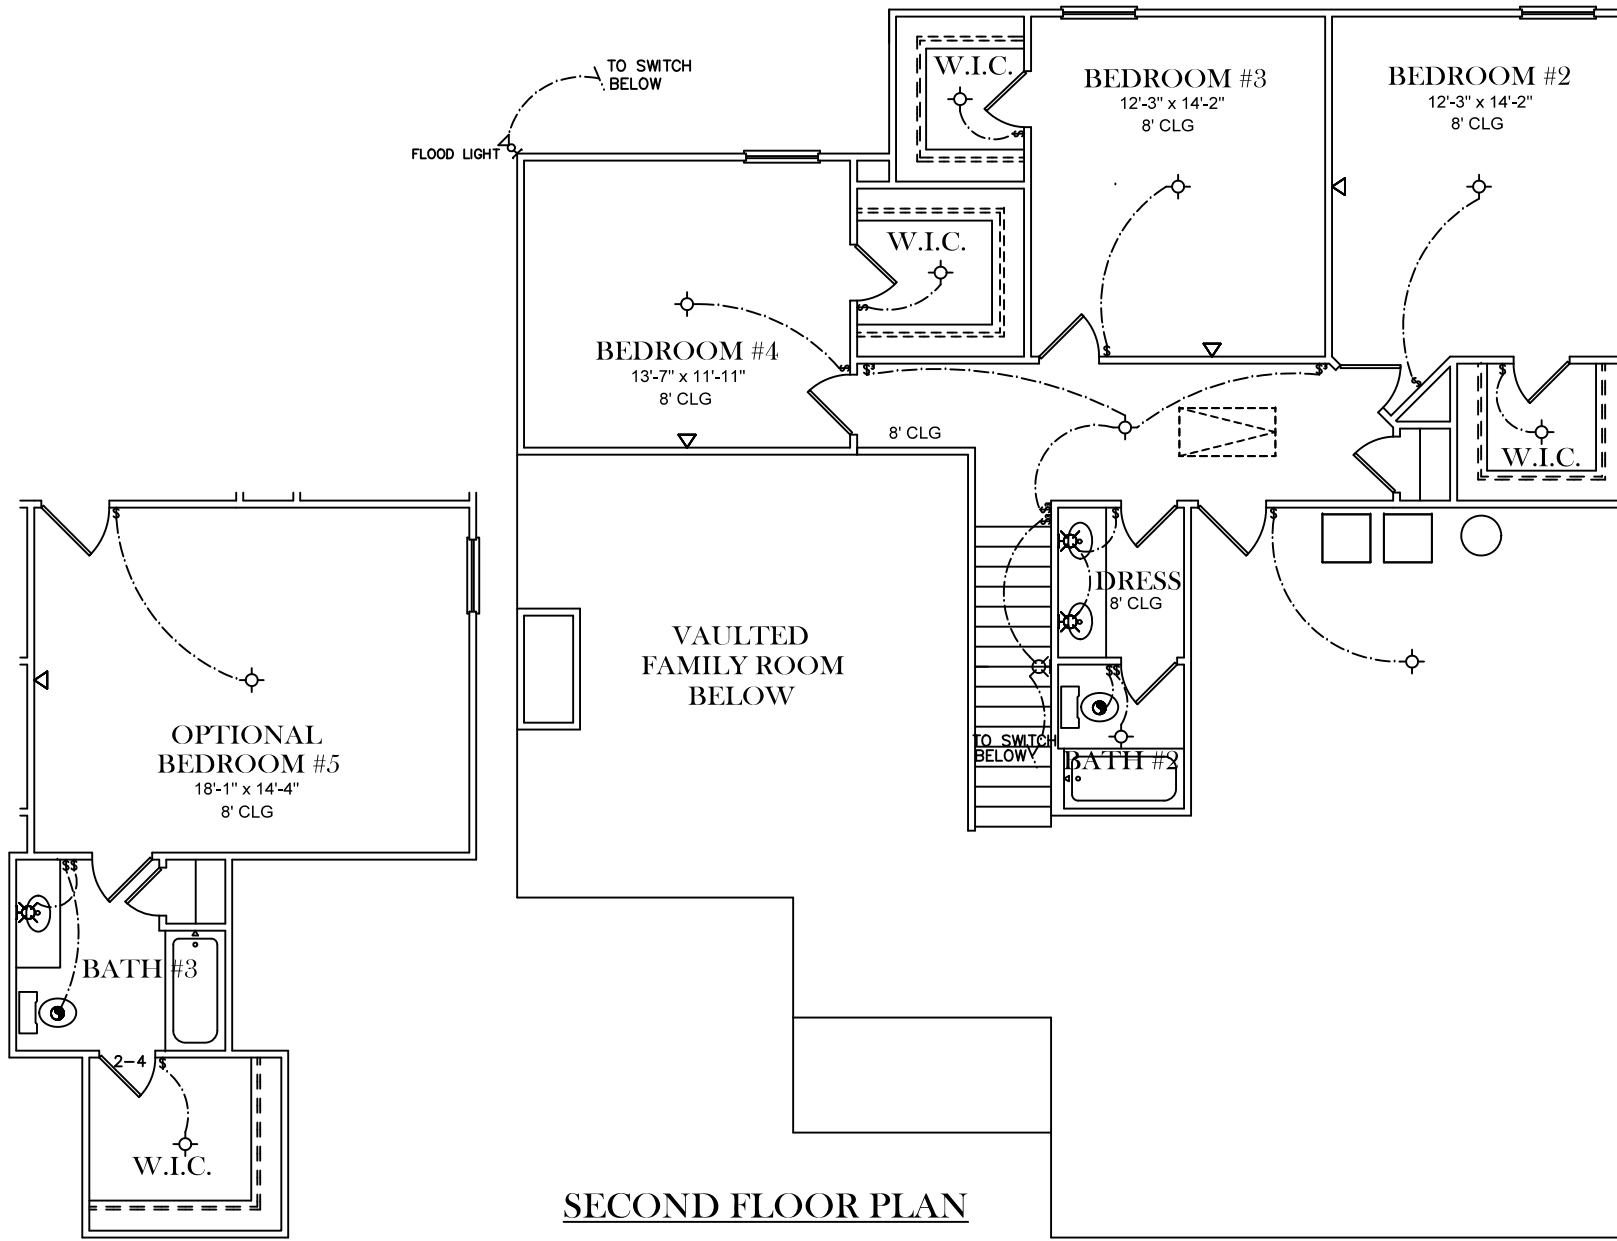 TO SWITCH
BELOW
FLOOD LIGHT
W.I.C.
BEDROOM #3
12'-3" x 14'-2"
8' CLG
BEDROOM #2
12'-3" x 14'-2"
8' CLG
W.I.C.
BEDROOM #4
13'-7" x 11'-11"
8' CLG
8' CLG
W.I.C.
DRESS
8' CLG
VAULTED
FAMILY ROOM
BELOW
TO SWITCH
BELOW
BATH #2
OPTIONAL
BEDROOM #5
18'-1" x 14'-4"
8' CLG
BATH #3
2-4
W.I.C.
SECOND FLOOR PLAN